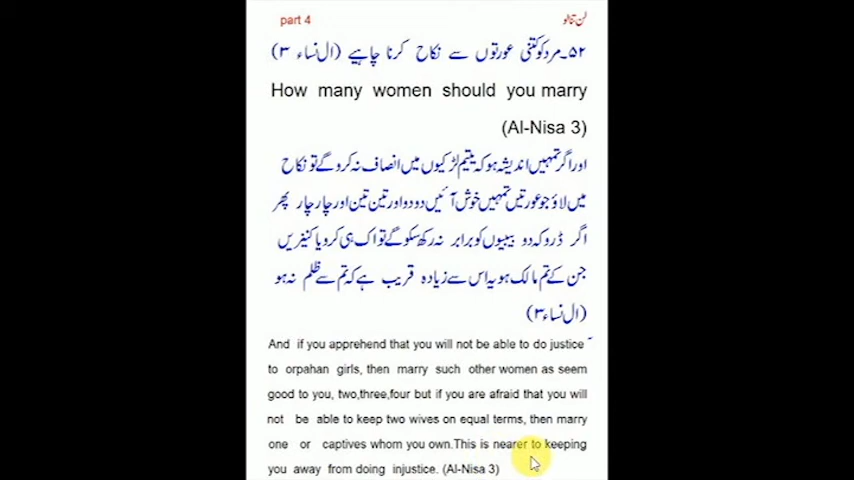 part 4 لن تنالو
۵۲۔مرد کو کتنی عورتوں سے نکاح کرنا چاہیے (ال نساء ۳)
How many women should you marry
(Al-Nisa 3)
اور اگر تمہیں اندیشہ ہو کہ یتیم لڑکیوں میں انصاف نہ کرو گے تو نکاح
میں لاؤ جو عورتیں تمہیں خوش آئیں دو دو اور تین تین اور چار چار پھر
اگر ڈرو کہ دو بیبیوں کو برابر نہ رکھ سکو گے تو اک ہی کرو یا کنیزیں
جن کے تم مالک ہو یہ اس سے زیادہ قریب ہے کہ تم سے ظلم نہ ہو
(ال نساء ۳)
And if you apprehend that you will not be able to do justice
to orpahan girls, then marry such other women as seem
good to you, two,three,four but if you are afraid that you will
not be able to keep two wives on equal terms, then marry
one or captives whom you own.This is nearer to keeping
you away from doing injustice. (Al-Nisa 3)